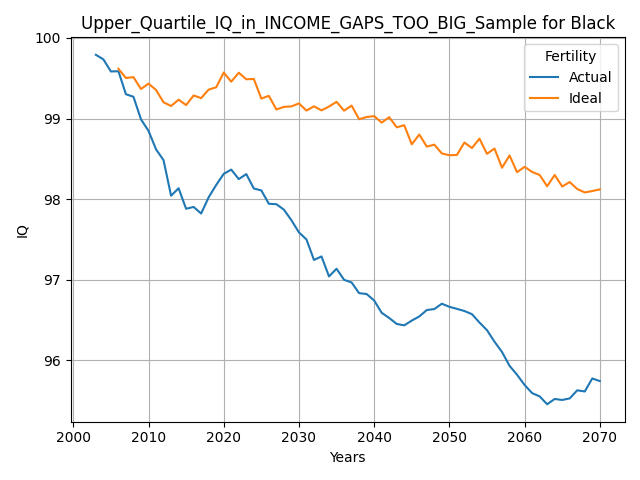 Upper_Quartile_IQ_in_INCOME_GAPS_TOO_BIG_Sample for Black
Fertility
Actual
Ideal
100
99
98
97
96
IQ
2000 2010 2020 2030 2040 2050 2060 2070
Years